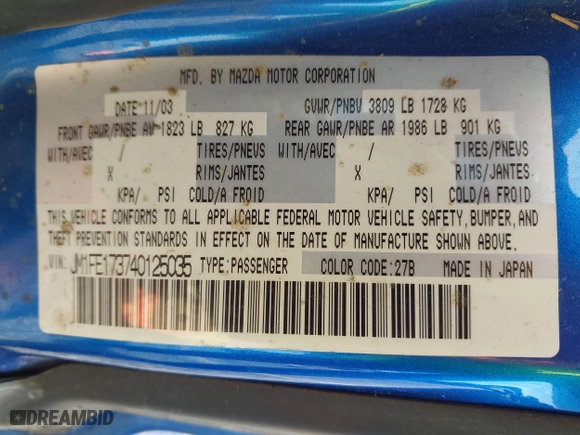 MFD. BY MAZDA MOTOR CORPORATION
DATE 11/03 GVWR/PNBV 3809 LB 1728 KG
FRONT GAWR/PNBE AV 1823 LB 827 KG REAR GAWR/PNBE AR 1986 LB 901 KG
WITH/AVEC / TIRES/PNEUS WITH/AVEC / TIRES/PNEUS
X RIMS/JANTES X RIMS/JANTES
KPA/ PSI COLD/A FROID KPA/ PSI COLD/A FROID
THIS VEHICLE CONFORMS TO ALL APPLICABLE FEDERAL MOTOR VEHICLE SAFETY, BUMPER, AND
THEFT PREVENTION STANDARDS IN EFFECT ON THE DATE OF MANUFACTURE SHOWN ABOVE.
VIN: JM1FE173740125035 TYPE:PASSENGER COLOR CODE:27B MADE IN JAPAN
DREAMBID